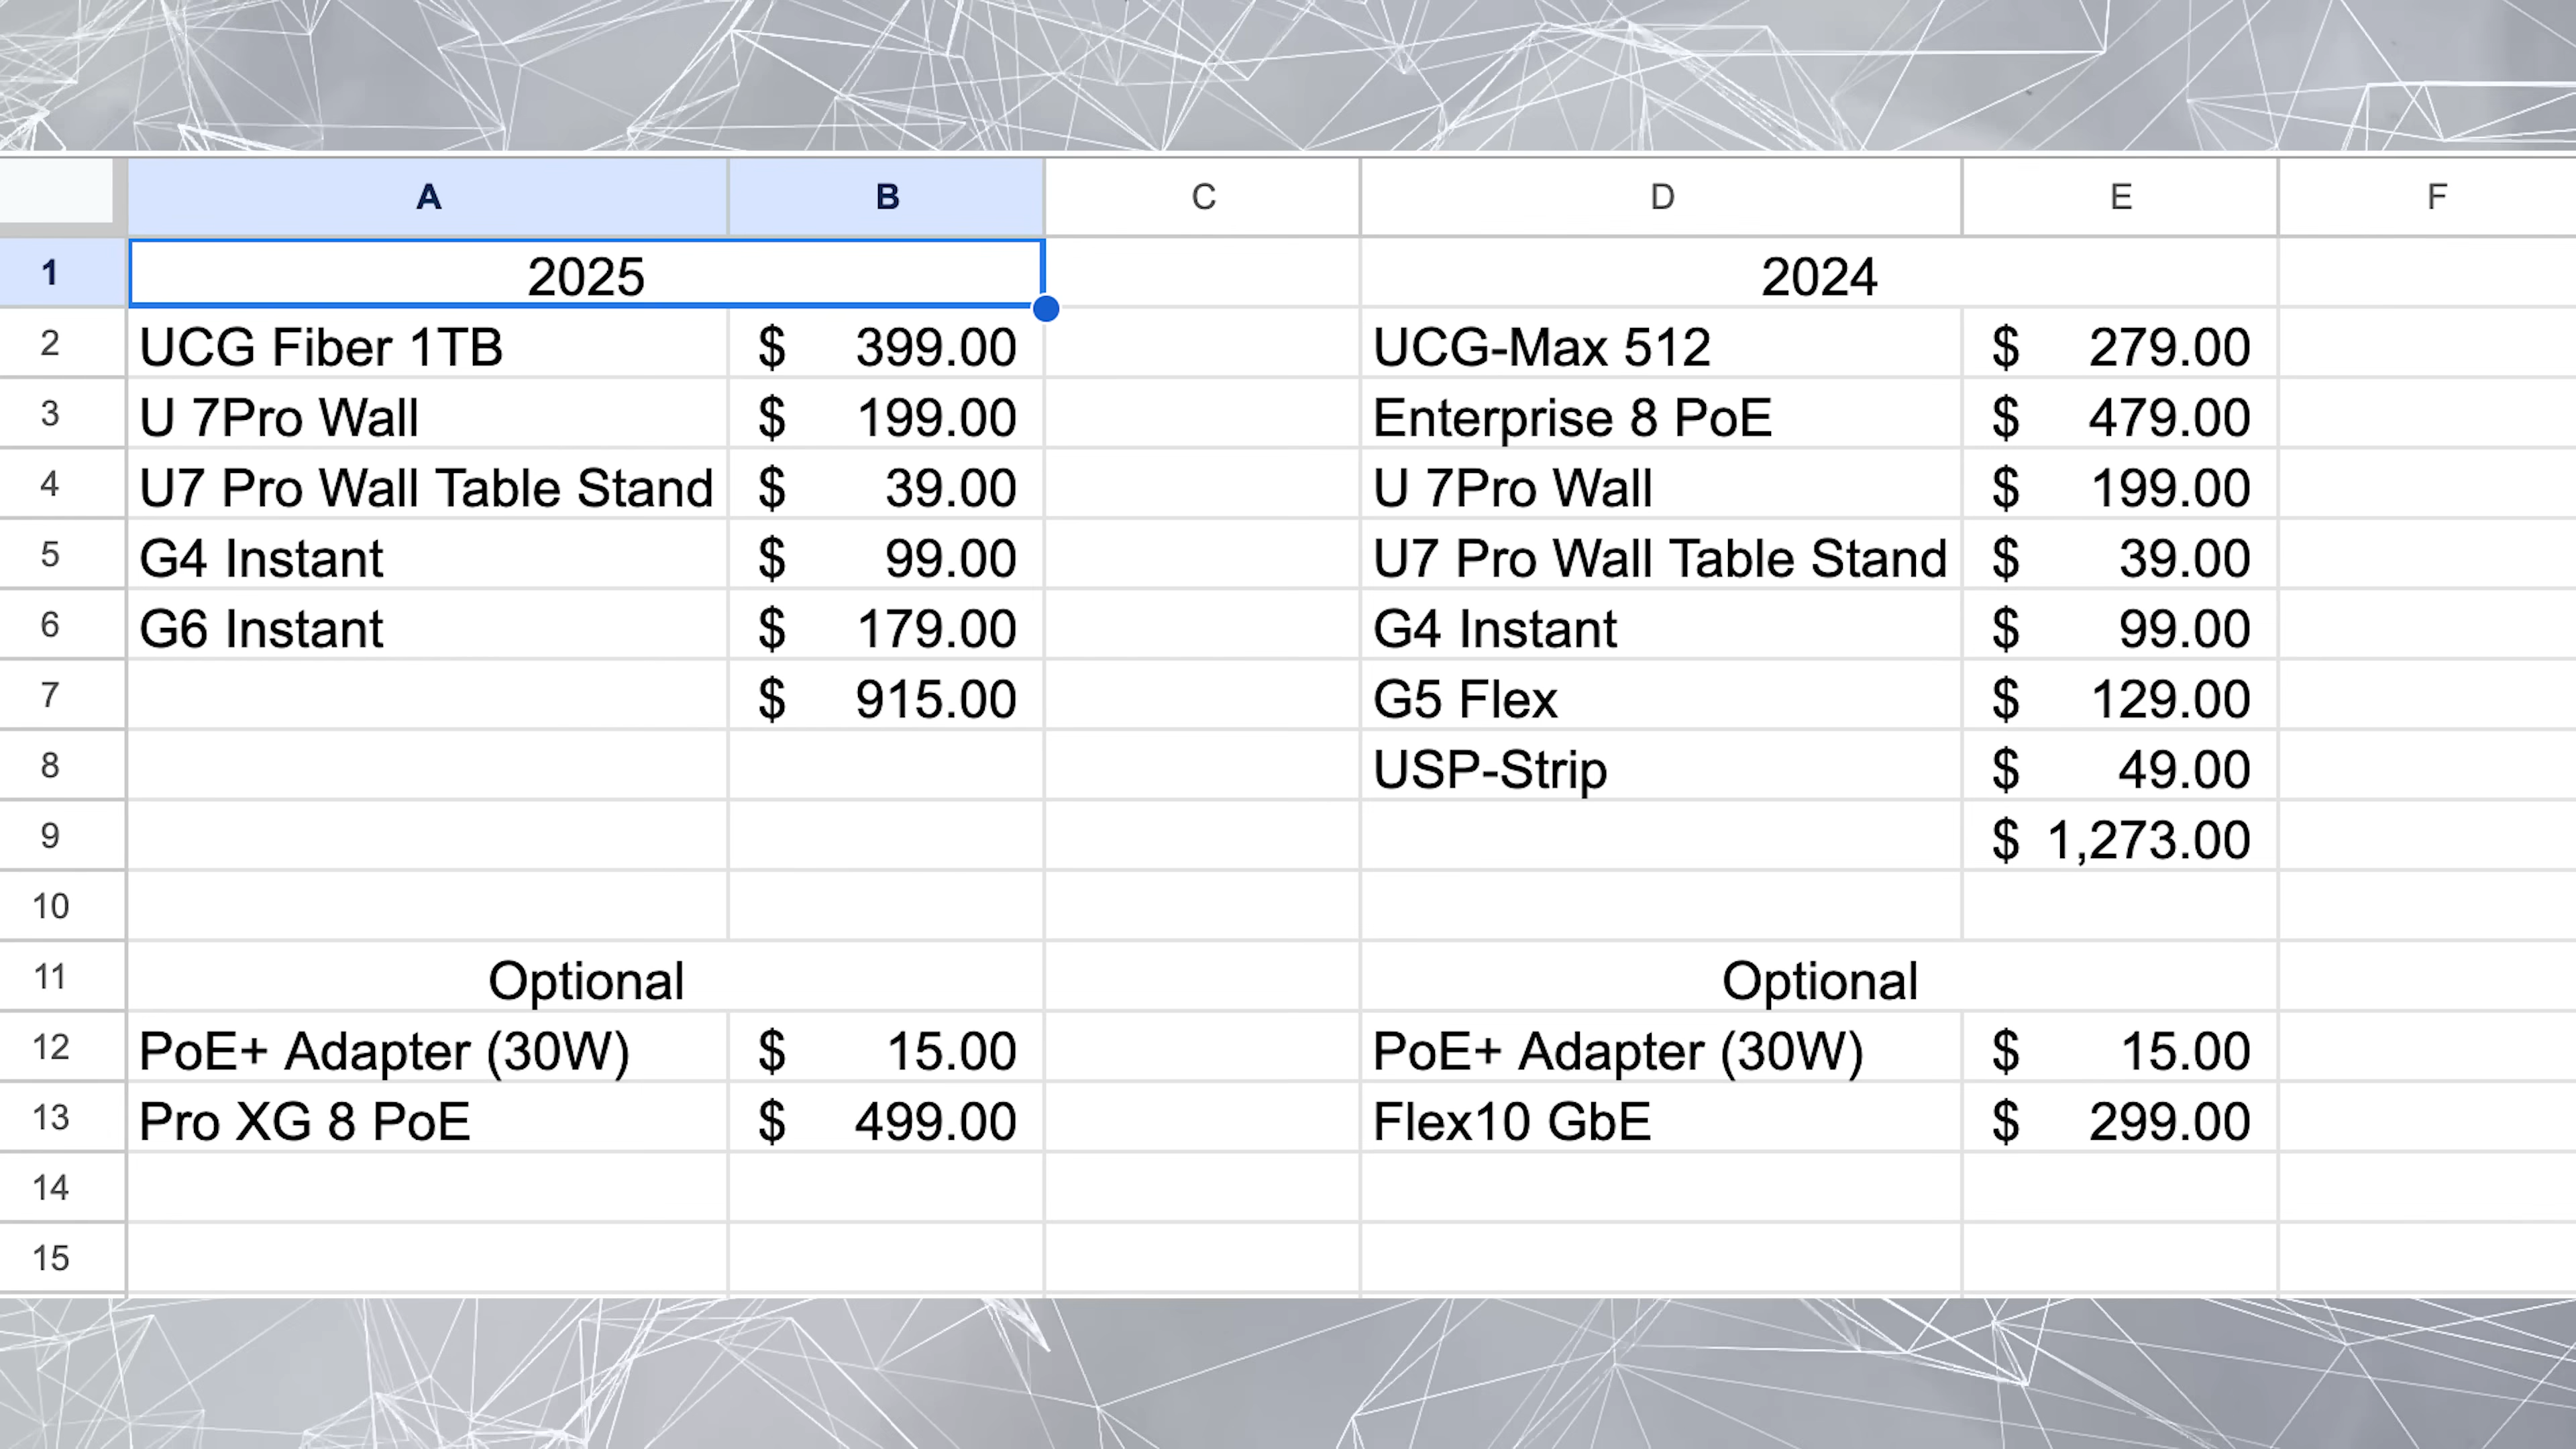 A B C D E F
1 2025 2024
2 UCG Fiber 1TB $ 399.00 UCG-Max 512 $ 279.00
3 U 7Pro Wall $ 199.00 Enterprise 8 PoE $ 479.00
4 U7 Pro Wall Table Stand $ 39.00 U 7Pro Wall $ 199.00
5 G4 Instant $ 99.00 U7 Pro Wall Table Stand $ 39.00
6 G6 Instant $ 179.00 G4 Instant $ 99.00
7 $ 915.00 G5 Flex $ 129.00
8 USP-Strip $ 49.00
9 $ 1,273.00
10
11 Optional Optional
12 PoE+ Adapter (30W) $ 15.00 PoE+ Adapter (30W) $ 15.00
13 Pro XG 8 PoE $ 499.00 Flex10 GbE $ 299.00
14
15